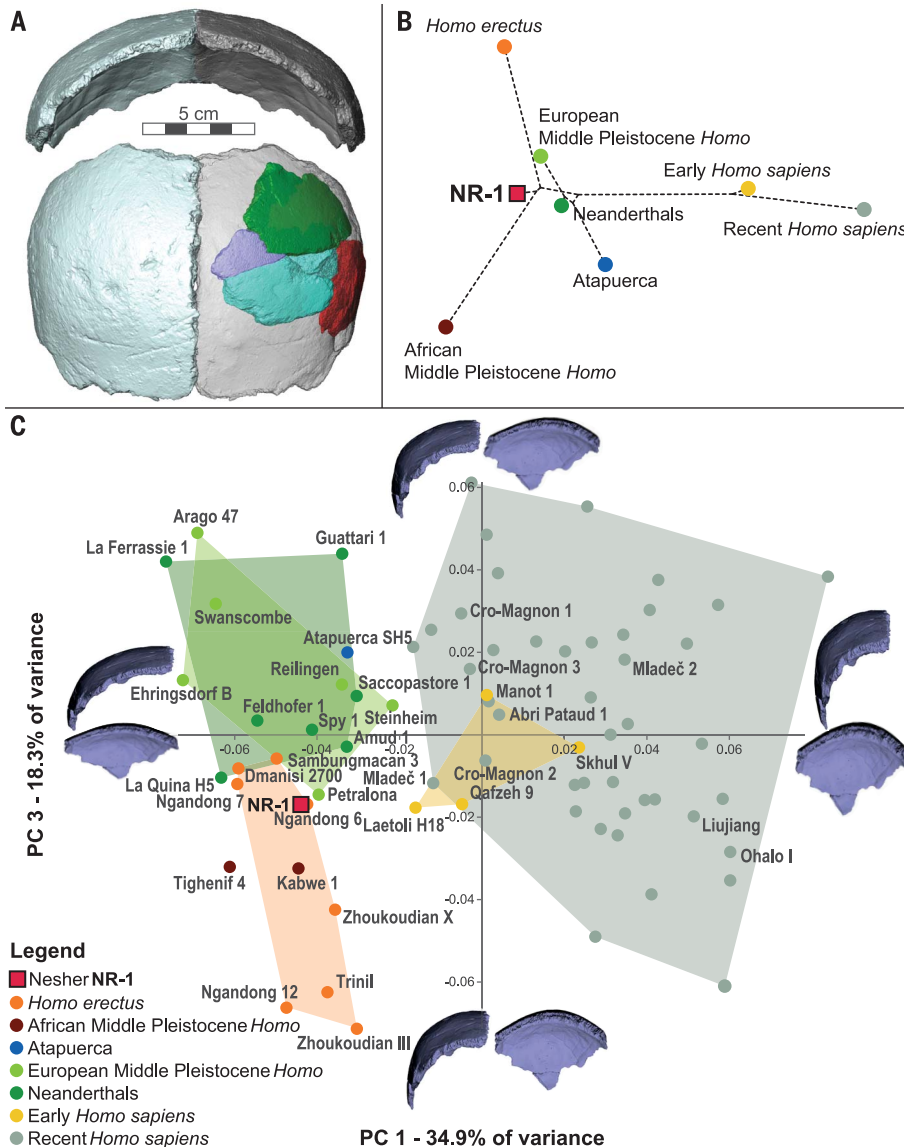 A
5 cm
B
Homo erectus
European
Middle Pleistocene Homo
Early Homo sapiens
NR-1
Neanderthals
Recent Homo sapiens
Atapuerca
African
Middle Pleistocene Homo
C
0.06
Arago 47
La Ferrassie 1
Guattari 1
0.04
Swanscombe
Cro-Magnon 1
Atapuerca SH5
0.02
Reilingen
Cro-Magnon 3
Mladeč 2
Ehringsdorf B
Saccopastore 1
Manot 1
Feldhofer 1
Steinheim
Abri Pataud 1
Spy 1
Amud 1
-0.06
-0.04
-0.02
0.02
0.04
0.06
Sambungmacan 3
Skhul V
La Quina H5
Dmanisi 2700
Mladeč 1
Cro-Magnon 2
Ngandong 7
Petralona
Qafzeh 9
NR-1
Ngandong 6
Laetoli H18
Liujiang
Ohalo I
Tighenif 4
Kabwe 1
-0.04
Zhoukoudian X
Ngandong 12
Trinil
-0.06
Zhoukoudian III
PC 3 - 18.3% of variance
PC 1 - 34.9% of variance
Legend
Nesher NR-1
Homo erectus
African Middle Pleistocene Homo
Atapuerca
European Middle Pleistocene Homo
Neanderthals
Early Homo sapiens
Recent Homo sapiens